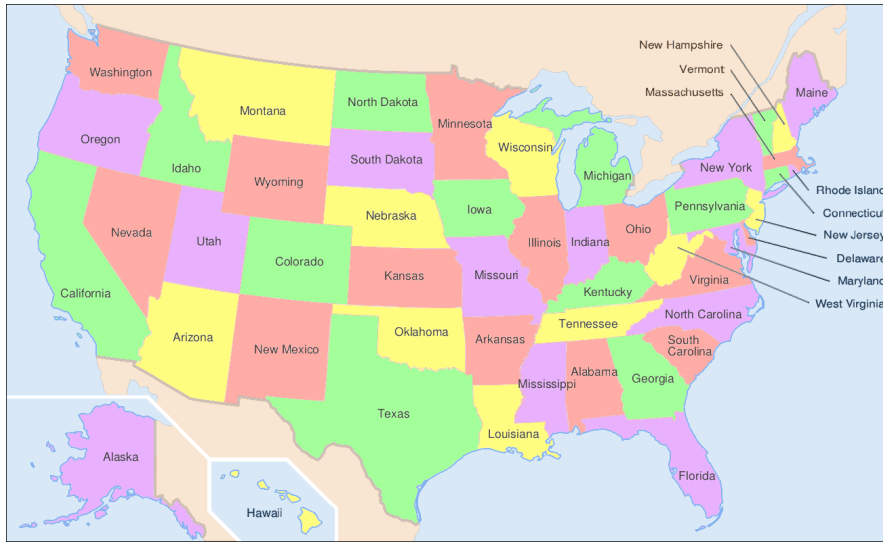 New Hampshire
Vermont
Massachusetts
Washington
Montana
North Dakota
Minnesota
Maine
Oregon
Idaho
Wyoming
South Dakota
Wisconsin
Michigan
New York
Rhode Island
Connecticut
New Jersey
Delaware
Maryland
West Virginia
Nevada
Utah
Colorado
Nebraska
Iowa
Illinois
Indiana
Ohio
Pennsylvania
California
Kansas
Missouri
Kentucky
Virginia
Arizona
New Mexico
Oklahoma
Arkansas
Tennessee
North Carolina
South
Carolina
Texas
Louisiana
Mississippi
Alabama
Georgia
Florida
Alaska
Hawaii